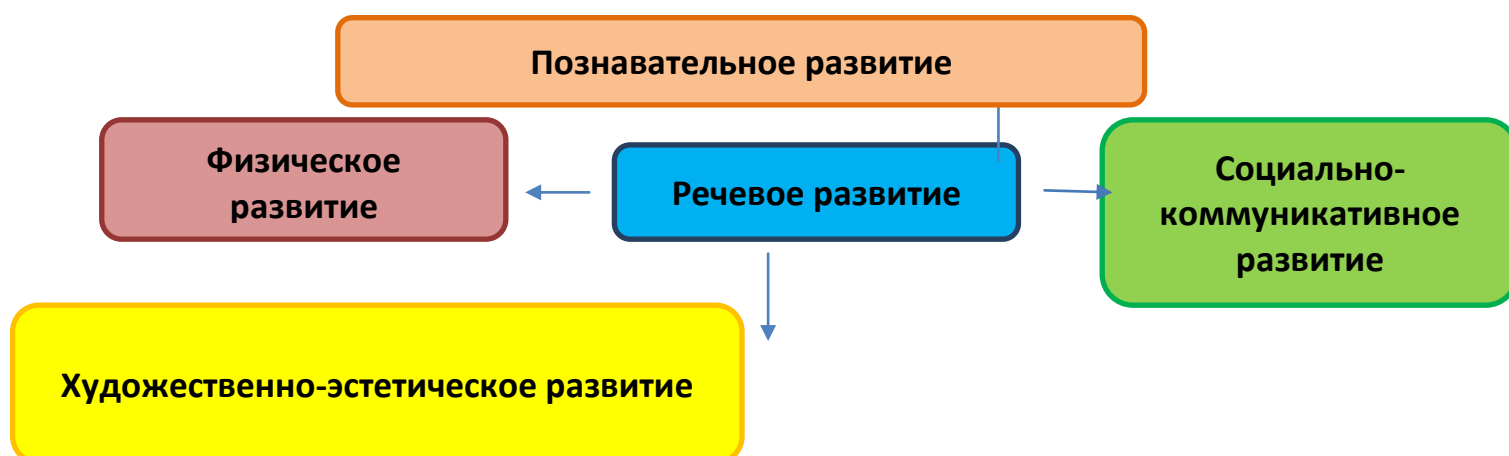 Познавательное развитие
Физическое
развитие
Речевое развитие
Социально-
коммуникативное
развитие
Художественно-эстетическое развитие